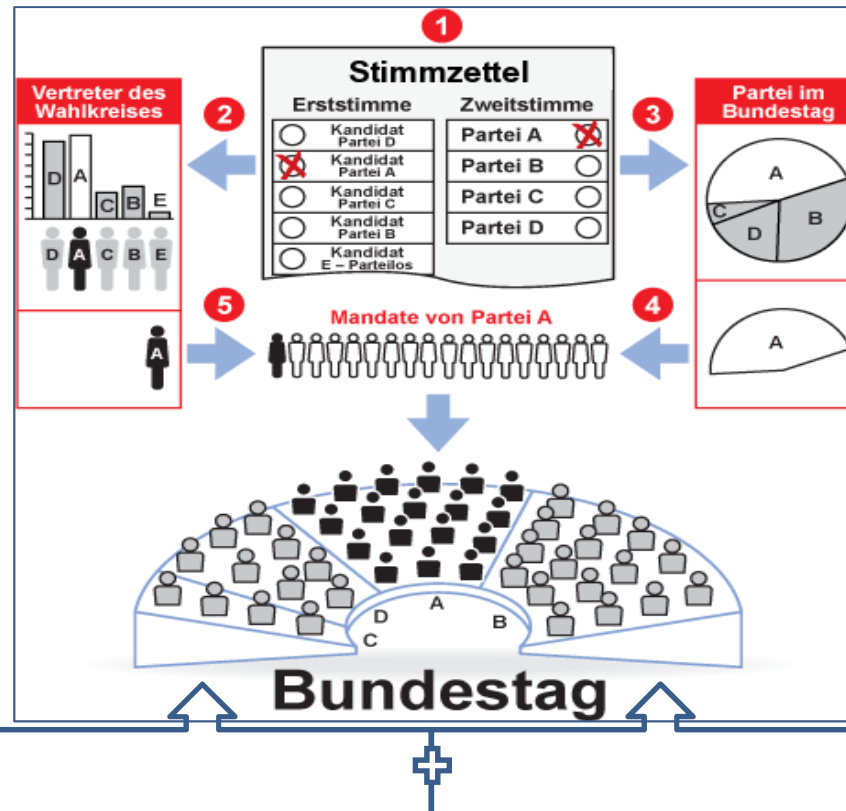 1
Stimmzettel
Erststimme
Zweitstimme
Kandidat
Partei D
Kandidat
Partei A
Kandidat
Partei C
Kandidat
Partei B
Kandidat
E – Parteilos
Partei A
Partei B
Partei C
Partei D
2
Vertreter des
Wahlkreises
D A C B E
D A C B E
3
Partei im
Bundestag
A
B
C
D
4
A
5
A
Mandate von Partei A
A
D
B
C
Bundestag